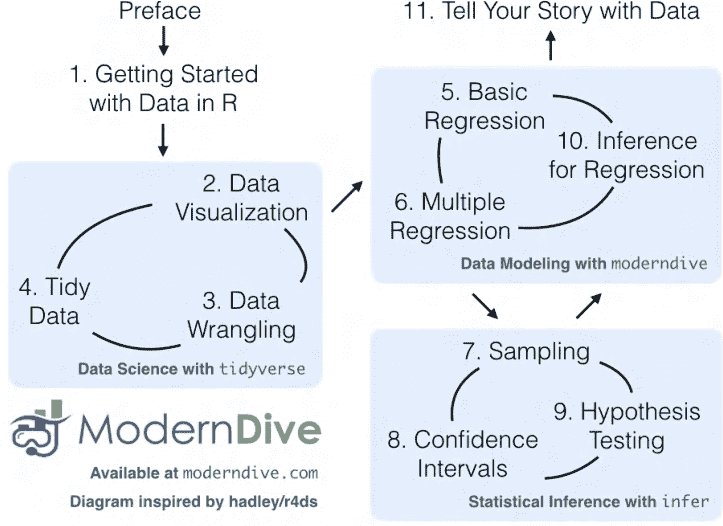 Preface
1. Getting Started
with Data in R
2. Data
Visualization
4. Tidy
Data
3. Data
Wrangling
Data Science with tidyverse
ModernDive
Available at moderndive.com
Diagram inspired by hadley/r4ds
11. Tell Your Story with Data
5. Basic
Regression
10. Inference
for Regression
6. Multiple
Regression
Data Modeling with moderndive
7. Sampling
9. Hypothesis
Testing
8. Confidence
Intervals
Statistical Inference with infer